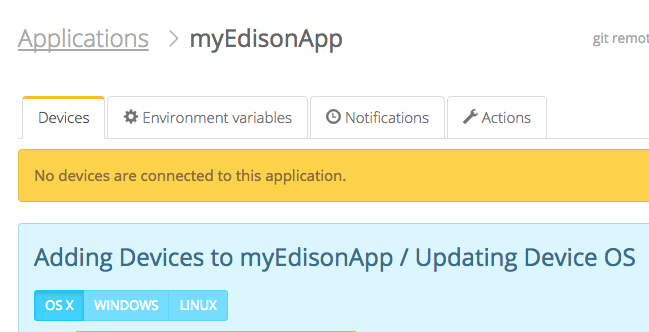 Applications > myEdisonApp
git remot
Devices Environment variables Notifications Actions
No devices are connected to this application.
Adding Devices to myEdisonApp / Updating Device OS
OS X WINDOWS LINUX